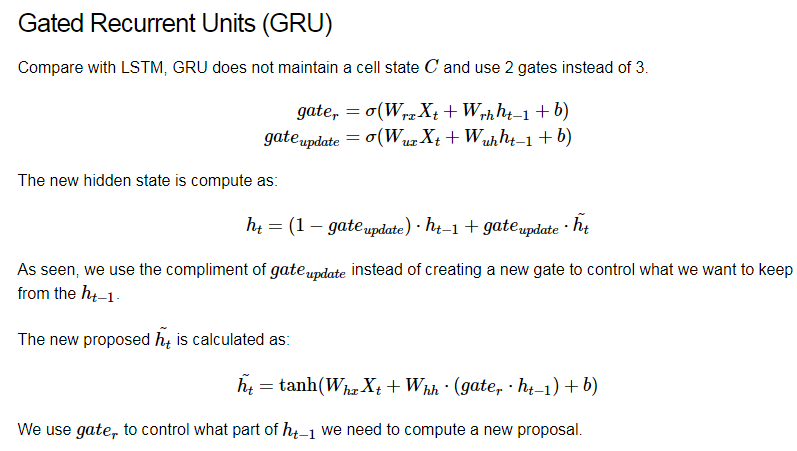 Gated Recurrent Units (GRU)
Compare with LSTM, GRU does not maintain a cell state C and use 2 gates instead of 3.
gate_r = σ(W_{rx}X_t + W_{rh}h_{t−1} + b)
gate_{update} = σ(W_{ux}X_t + W_{uh}h_{t−1} + b)
The new hidden state is compute as:
h_t = (1 − gate_{update}) · h_{t−1} + gate_{update} · \tilde{h_t}
As seen, we use the compliment of gate_{update} instead of creating a new gate to control what we want to keep
from the h_{t−1}.
The new proposed \tilde{h_t} is calculated as:
\tilde{h_t} = tanh(W_{hx}X_t + W_{hh} · (gate_r · h_{t−1}) + b)
We use gate_r to control what part of h_{t−1} we need to compute a new proposal.